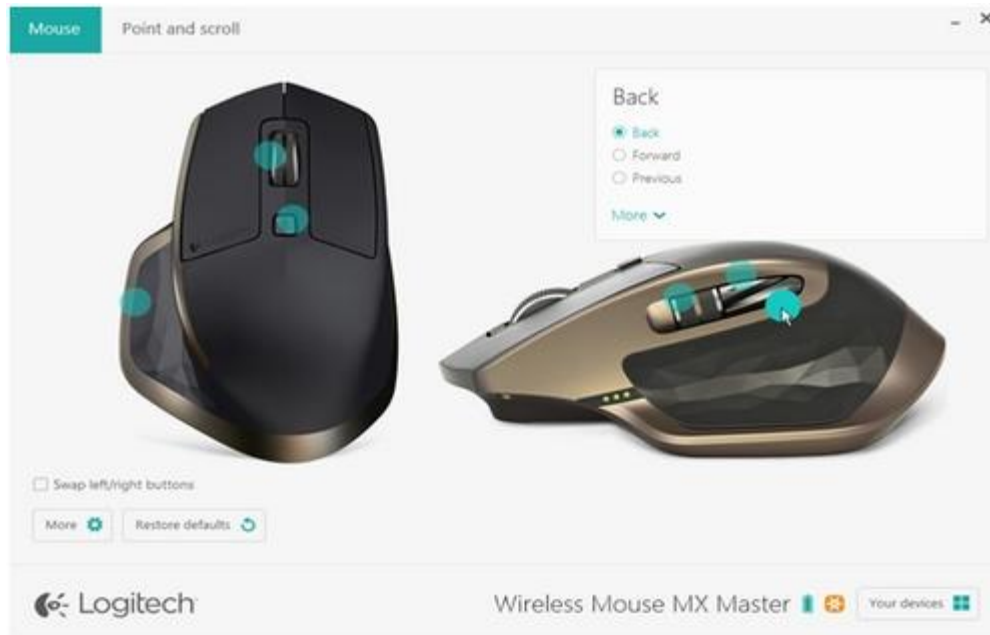 Mouse Point and scroll
Back
Back
Forward
Previous
More
Swap left/right buttons
More Restore defaults
Logitech Wireless Mouse MX Master Your devices